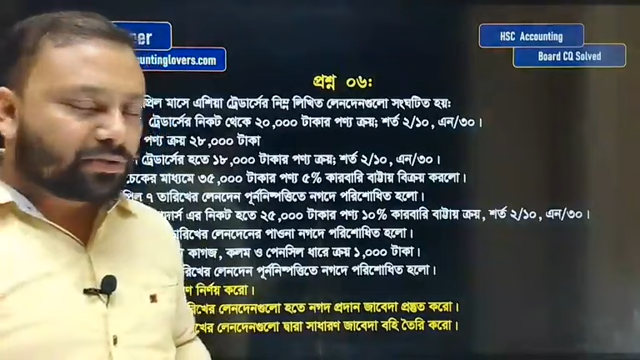 HSC Accounting
Board CQ Solved
untinglovers.com
প্রশ্ন ০৬:
প্রিল মাসে এশিয়া ট্রেডার্সের নিম্ন লিখিত লেনদেনগুলো সংঘটিত হয়:
ট্রেডার্সের নিকট থেকে ২০,০০০ টাকার পণ্য ক্রয়; শর্ত ২/১০, এন/৩০।
পণ্য ক্রয় ২৮,০০০ টাকা
ট্রেডার্সের হতে ১৮,০০০ টাকার পণ্য ক্রয়; শর্ত ২/১০, এন/৩০।
চেকের মাধ্যমে ৩৫,০০০ টাকার পণ্য ৫% কারবারি বাট্টায় বিক্রয় করলো।
৭ তারিখের লেনদেন পূর্ননিষ্পত্তিতে নগদে পরিশোধিত হলো।
এর নিকট হতে ২৫,০০০ টাকার পণ্য ১০% কারবারি বাট্টায় ক্রয়, শর্ত ২/১০, এন/৩০।
রিখের লেনদেনের পাওনা নগদে পরিশোধিত হলো।
কাগজ, কলম ও পেনসিল ধারে ক্রয় ১,০০০ টাকা।
রিখের লেনদেন পূর্ননিষ্পত্তিতে নগদে পরিশোধিত হলো।
নির্ণয় করো।
রিখের লেনদেনগুলো হতে নগদ প্রদান জাবেদা প্রস্তুত করো।
খের লেনদেনগুলো দ্বারা সাধারণ জাবেদা বহি তৈরি করো।